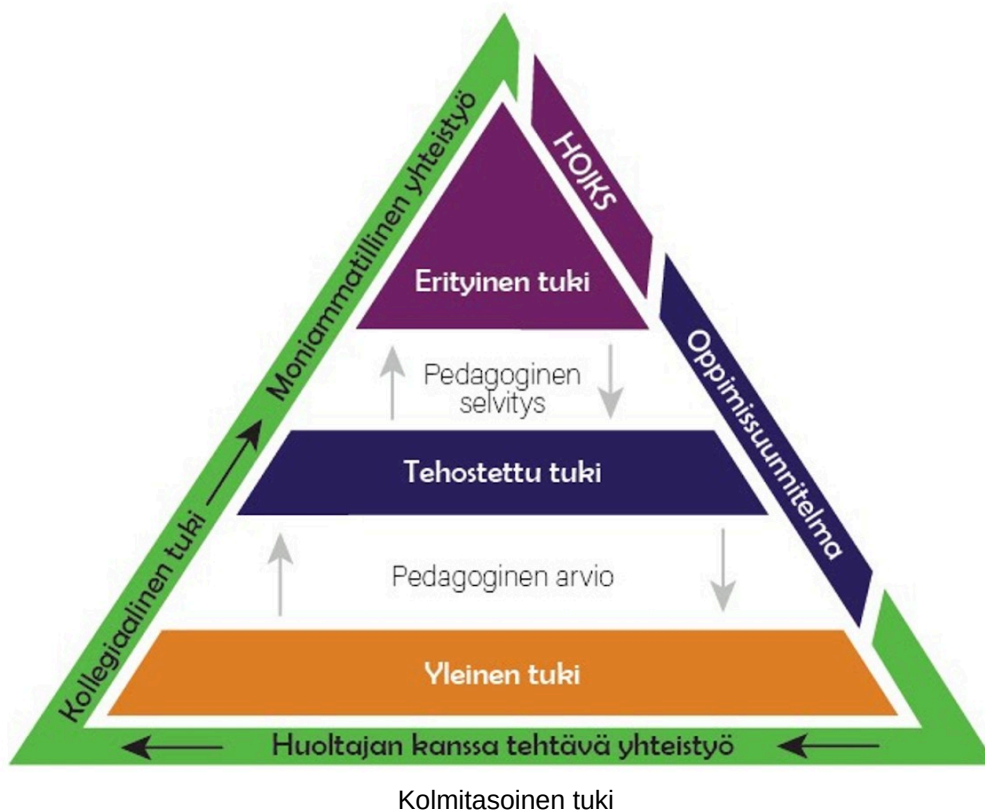 HOJKS
Moniammatillinen yhteistyö
Erityinen tuki
Pedagoginen
selvitys
Oppimissuunnitelma
Tehostettu tuki
Kollegiaalinen tuki
Pedagoginen arvio
Yleinen tuki
Huoltajan kanssa tehtävä yhteistyö
Kolmitasoinen tuki